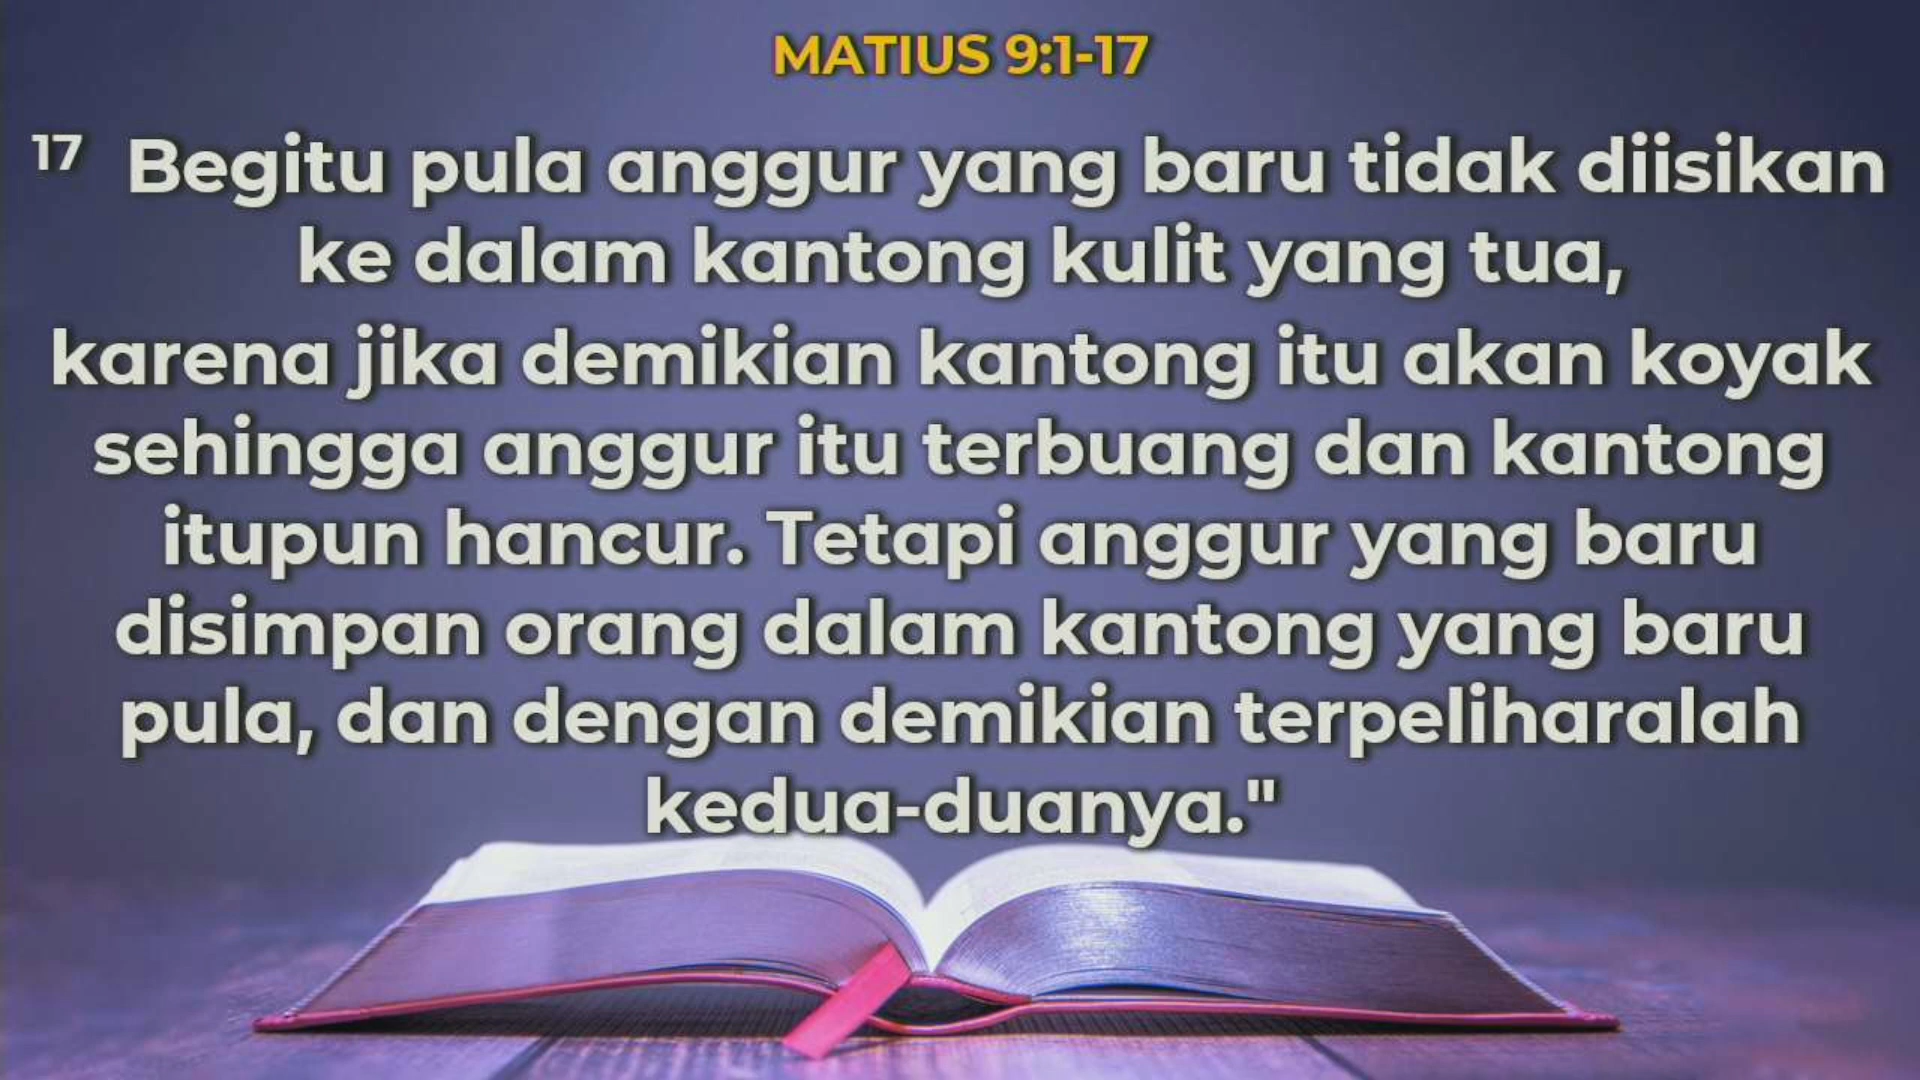 MATIUS 9:1-17
17 Begitu pula anggur yang baru tidak diisikan
ke dalam kantong kulit yang tua,
karena jika demikian kantong itu akan koyak
sehingga anggur itu terbuang dan kantong
itupun hancur. Tetapi anggur yang baru
disimpan orang dalam kantong yang baru
pula, dan dengan demikian terpeliharalah
kedua-duanya."